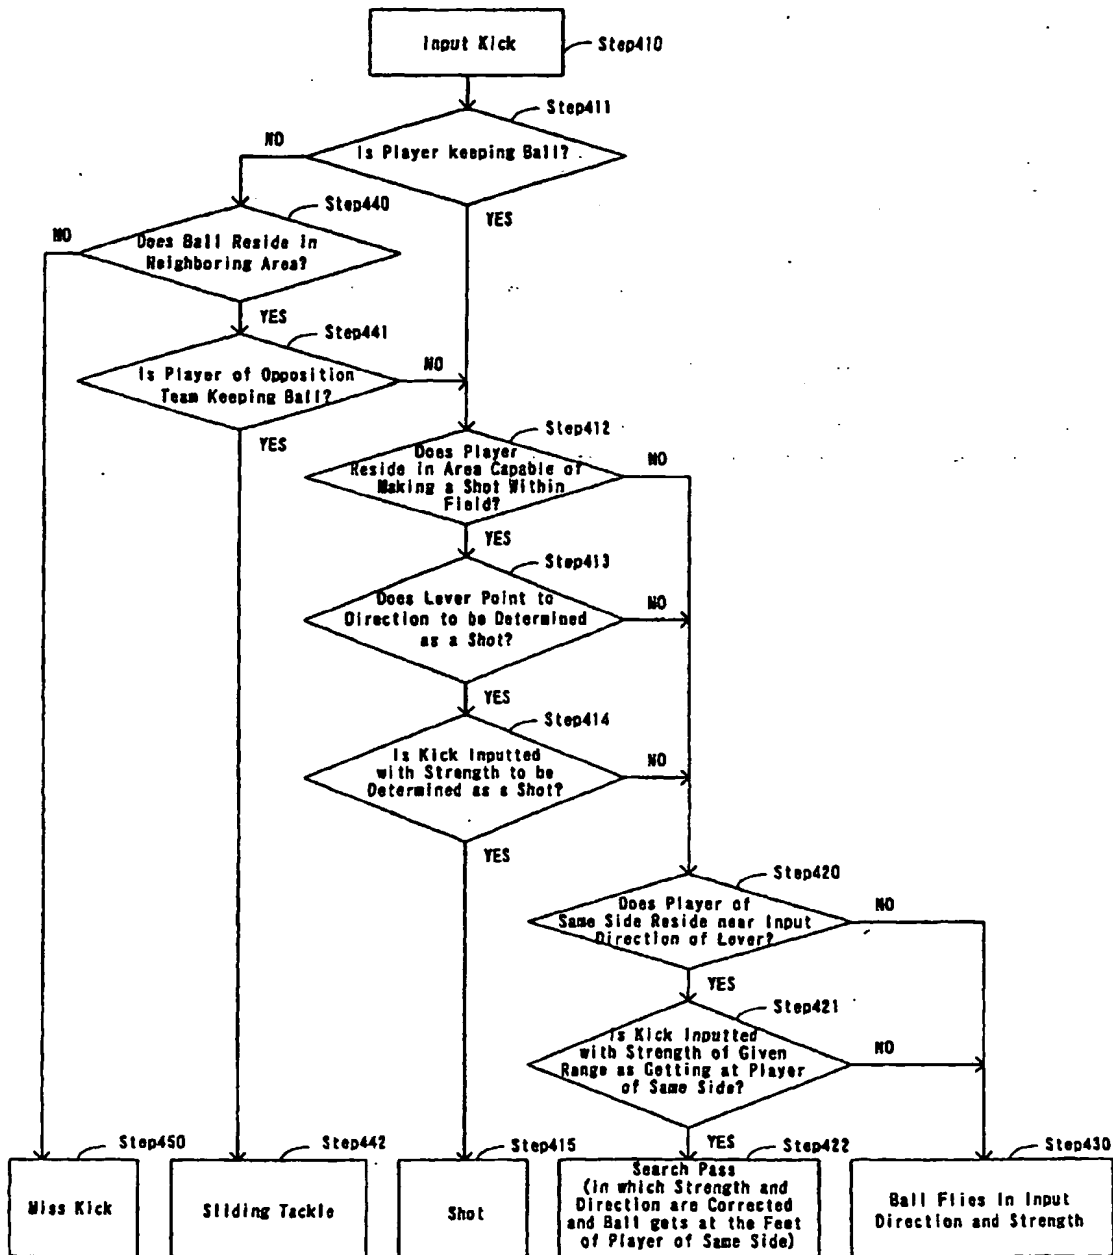 Input Kick
Step410
Step411
NO
Is Player keeping Ball?
Step440
YES
NO
Does Ball Reside in
Neighboring Area?
YES
Step441
NO
Is Player of Opposition
Team Keeping Ball?
YES
Step412
Does Player
Reside in Area Capable of
Making a Shot Within
Field?
NO
YES
Step413
Does Lever Point to
Direction to be Determined
as a Shot?
NO
YES
Step414
Is Kick Inputted
with Strength to be
Determined as a Shot?
NO
YES
Step420
Does Player of
Same Side Reside near Input
Direction of Lever?
NO
YES
Step421
Is Kick Inputted
with Strength of Given
Range as Getting at Player
of Same Side?
NO
YES
Step450
Step442
Step415
Step422
Step430
Miss Kick
Sliding Tackle
Shot
Search Pass
(in which Strength and
Direction are Corrected
and Ball gets at the Feet
of Player of Same Side)
Ball Flies In Input
Direction and Strength